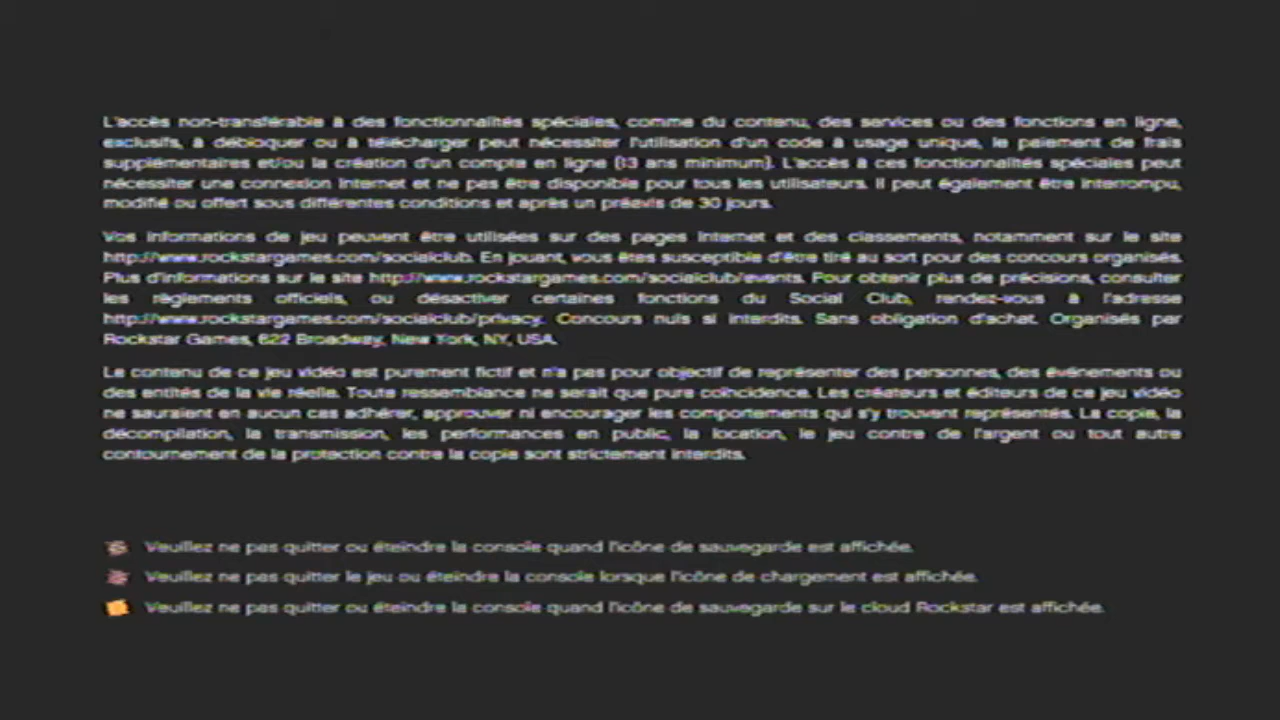 L'accès non-transférable à des fonctionnalités spéciales, comme du contenu, des services ou des fonctions en ligne,
exclusifs, à débloquer ou à télécharger peut nécessiter l'utilisation d'un code à usage unique, le paiement de frais
supplémentaires et/ou la création d'un compte en ligne (13 ans minimum). L'accès à ces fonctionnalités spéciales peut
nécessiter une connexion Internet et ne pas être disponible pour tous les utilisateurs. Il peut également être interrompu,
modifié ou offert sous différentes conditions et après un préavis de 30 jours.
Vos informations de jeu peuvent être utilisées sur des pages Internet et des classements, notamment sur le site
http://www.rockstargames.com/socialclub. En jouant, vous êtes susceptible d'être tiré au sort pour des concours organisés.
Plus d'informations sur le site http://www.rockstargames.com/socialclub/events. Pour obtenir plus de précisions, consulter
les règlements officiels, ou désactiver certaines fonctions du Social Club, rendez-vous à l'adresse
http://www.rockstargames.com/socialclub/privacy. Concours nuls si interdits. Sans obligation d'achat. Organisés par
Rockstar Games, 622 Broadway, New York, NY, USA.
Le contenu de ce jeu vidéo est purement fictif et n'a pas pour objectif de représenter des personnes, des événements ou
des entités de la vie réelle. Toute ressemblance ne serait que pure coïncidence. Les créateurs et éditeurs de ce jeu vidéo
ne sauraient en aucun cas adhérer, approuver ni encourager les comportements qui s'y trouvent représentés. La copie, la
décompilation, la transmission, les performances en public, la location, le jeu contre de l'argent ou tout autre
contournement de la protection contre la copie sont strictement interdits.
Veuillez ne pas quitter ou éteindre la console quand l'icône de sauvegarde est affichée.
Veuillez ne pas quitter le jeu ou éteindre la console lorsque l'icône de chargement est affichée.
Veuillez ne pas quitter ou éteindre la console quand l'icône de sauvegarde sur le cloud Rockstar est affichée.